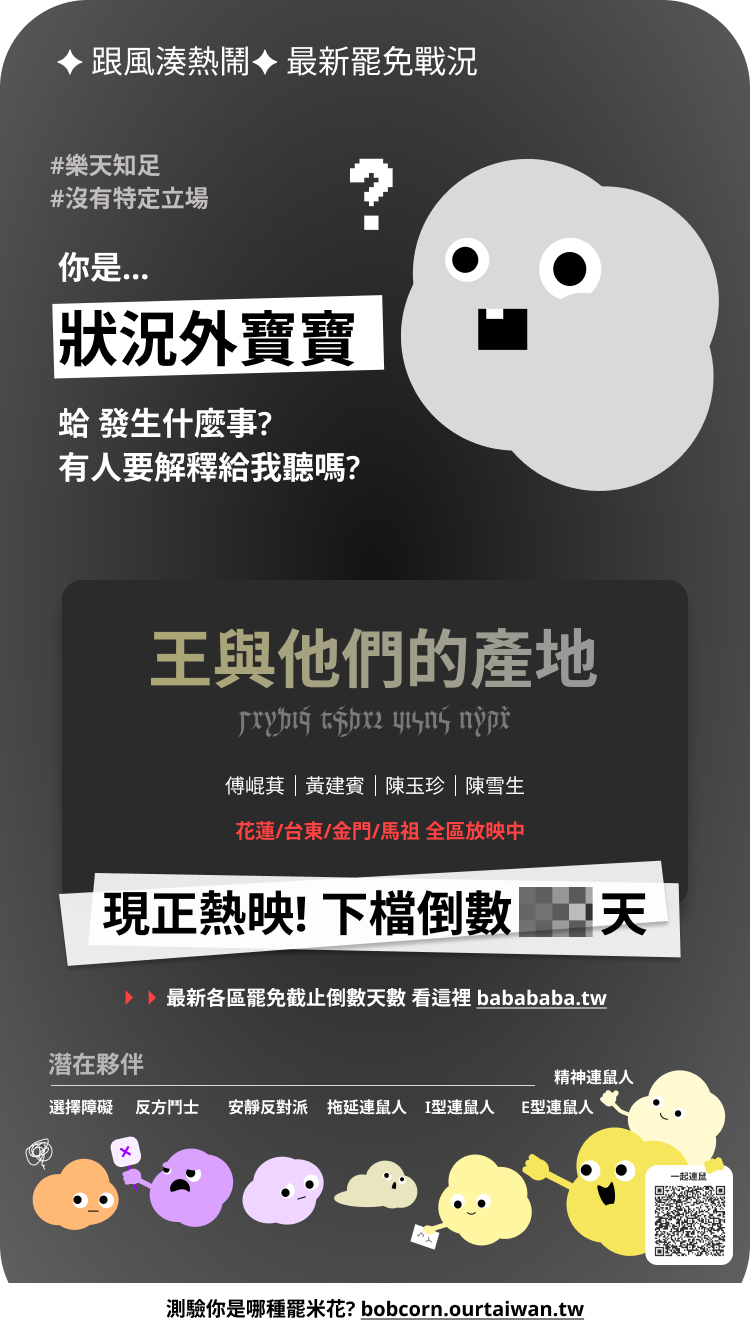 ✦ 跟風湊熱鬧✦ 最新罷免戰況
#樂天知足
#沒有特定立場
?
你是...
狀況外寶寶
蛤 發生什麼事?
有人要解釋給我聽嗎?
王與他們的產地
傅崐萁｜黃建賓｜陳玉珍｜陳雪生
花蓮/台東/金門/馬祖 全區放映中
現正熱映! 下檔倒數 天
最新各區罷免截止倒數天數 看這裡 babababa.tw
潛在夥伴
精神連鼠人
選擇障礙 反方鬥士 安靜反對派 拖延連鼠人 I型連鼠人 E型連鼠人
一起連鼠
測驗你是哪種罷米花? bobcorn.ourtaiwan.tw